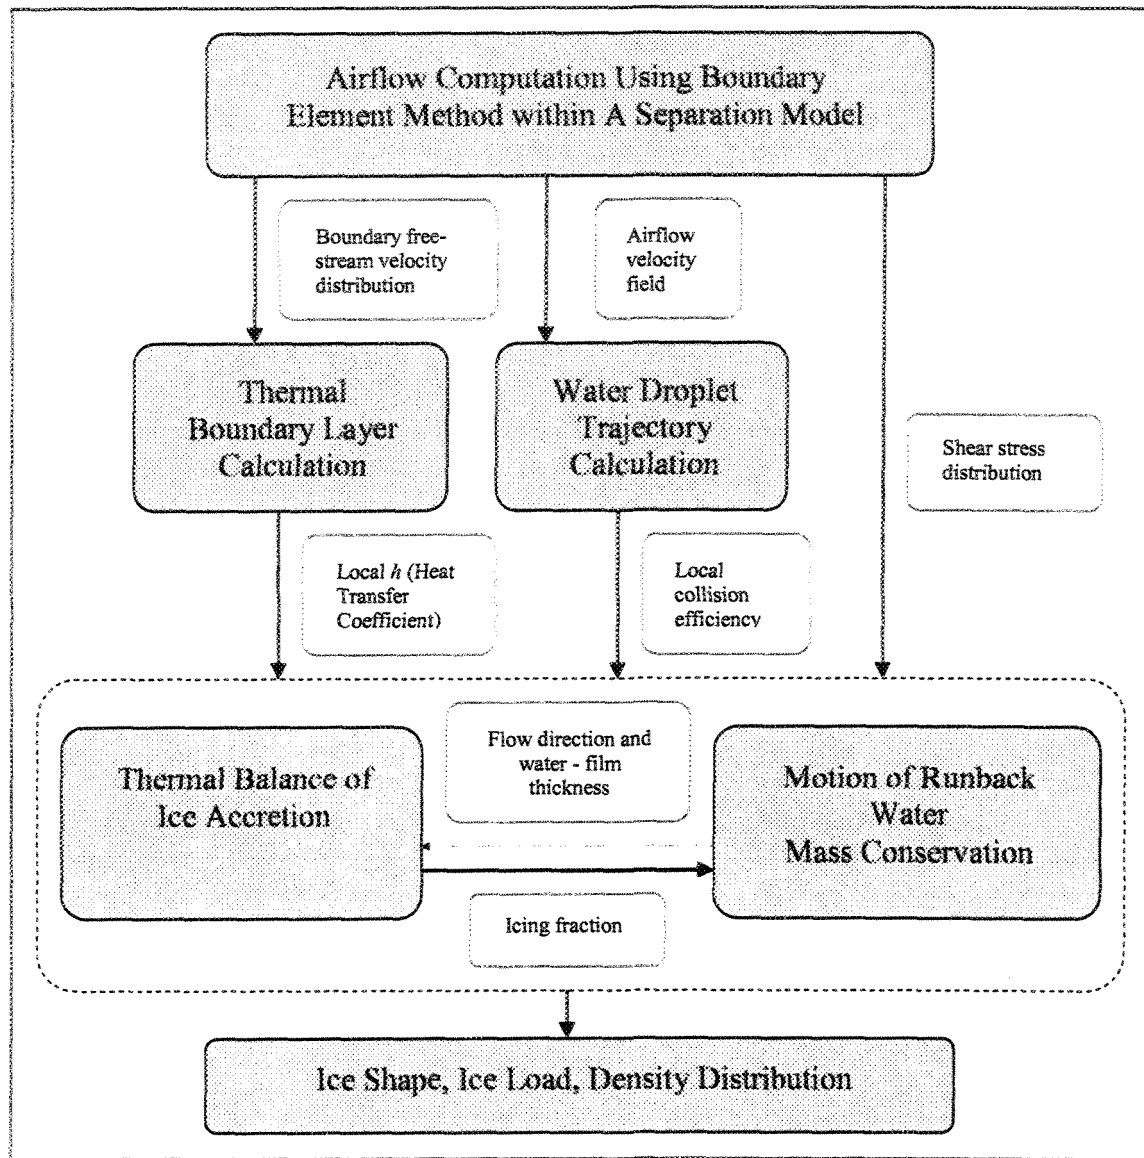 Airflow Computation Using Boundary
Element Method within A Separation Model
Boundary free-
stream velocity
distribution
Airflow
velocity
field
Thermal
Boundary Layer
Calculation
Water Droplet
Trajectory
Calculation
Shear stress
distribution
Local h (Heat
Transfer
Coefficient)
Local
collision
efficiency
Thermal Balance of
Ice Accretion
Flow direction and
water - film
thickness
Motion of Runback
Water
Mass Conservation
Icing fraction
Ice Shape, Ice Load, Density Distribution